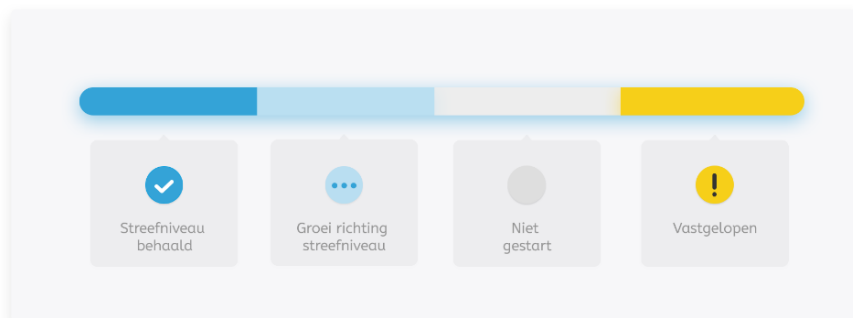 Streefniveau
behaald
Groei richting
streefniveau
Niet
gestart
Vastgelopen